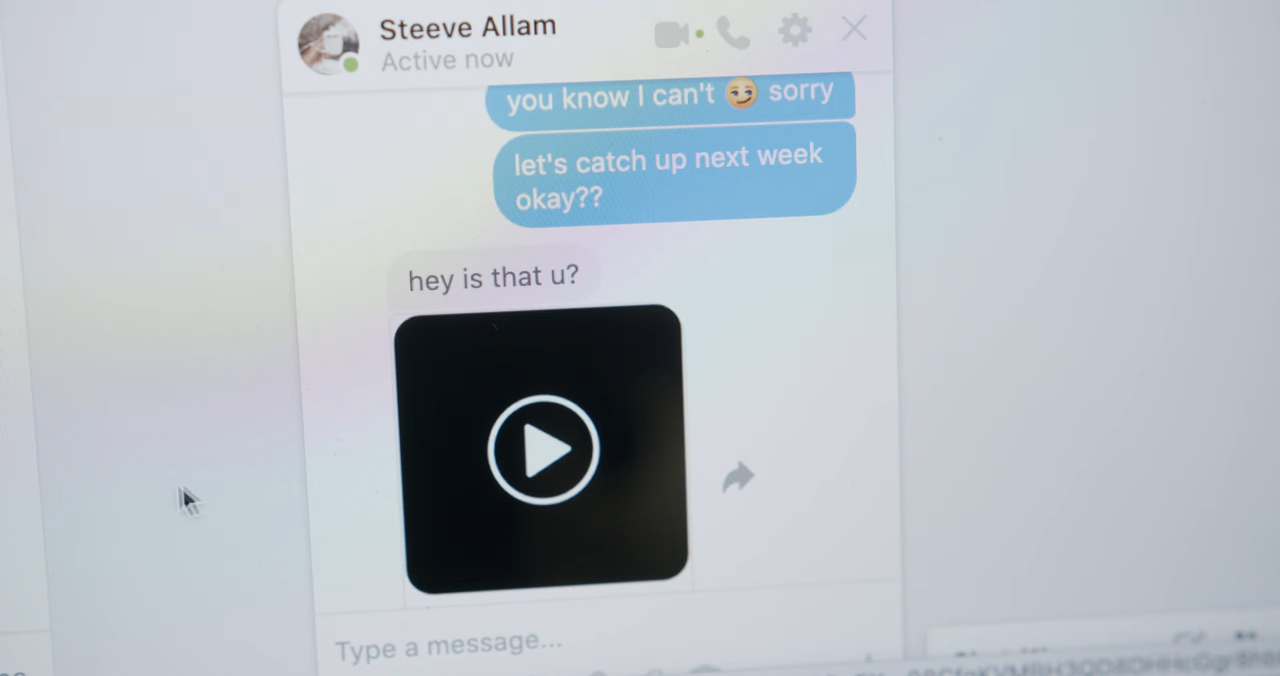 Steeve Allam
Active now
you know I can't 😏 sorry
let's catch up next week
okay??
hey is that u?
Type a message...